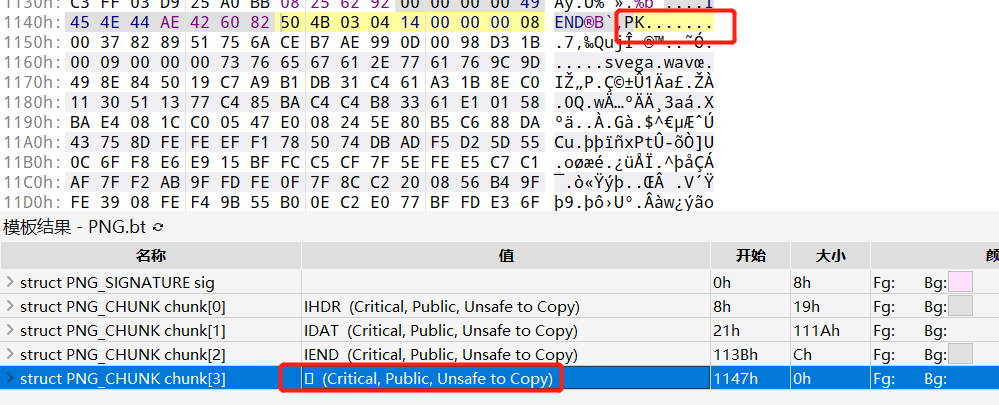 1130h: C3 FF 03 D9 25 A0 BB 08 25 62 92 00 00 00 00 49
1140h: 45 4E 44 AE 42 60 82 50 4B 03 04 14 00 00 00 08 END®B`‚PK.......
1150h: 00 37 82 89 51 75 6A CE B7 AE 99 0D 00 98 D3 1B .7‚‰QujÎ·®™..˜Ó.
1160h: 00 09 00 00 00 73 76 65 67 61 2E 77 61 76 9C 9D .....svega.wavœ.
1170h: 49 8E 84 50 19 C7 A9 B1 DB 31 C4 61 A3 1B 8E C0 IŽ„P.Ç©±Û1Äa£.ŽÀ
1180h: 11 30 51 13 77 C4 85 BA C4 C4 B8 33 61 E1 01 58 .0Q.wÄ…ºÄÄ¸3aá.X
1190h: BA E4 08 1C C0 05 47 E0 08 24 5E 80 B5 C6 88 DA ºä..À.Gà.$^€µÆˆÚ
11A0h: 43 75 8D FE FE EF F1 78 50 74 DB AD F5 D2 5D 55 Cu.þþïñxPtÛ-õÒ]U
11B0h: 0C 6F F8 E6 E9 15 BF FC C5 CF 7F 5E FE E5 C7 C1 .oøæé.¿üÅÏ.^þåÇÁ
11C0h: AF 7F F2 AB 9F FD FE 0F 7F 8C C2 20 08 56 B4 9F ¯.ò«Ÿýþ..ŒÂ .V´Ÿ
11D0h: FE 39 08 FE F4 9B 55 B0 0E C2 E0 77 BF FD E3 6F þ9.þô›U°.Âàw¿ýão
模板结果 - PNG.bt
名称 值 开始 大小
struct PNG_SIGNATURE sig 0h 8h Fg: Bg:
struct PNG_CHUNK chunk[0] IHDR (Critical, Public, Unsafe to Copy) 8h 19h Fg: Bg:
struct PNG_CHUNK chunk[1] IDAT (Critical, Public, Unsafe to Copy) 21h 111Ah Fg: Bg:
struct PNG_CHUNK chunk[2] IEND (Critical, Public, Unsafe to Copy) 113Bh Ch Fg: Bg:
struct PNG_CHUNK chunk[3] (Critical, Public, Unsafe to Copy) 1147h 0h Fg: Bg: